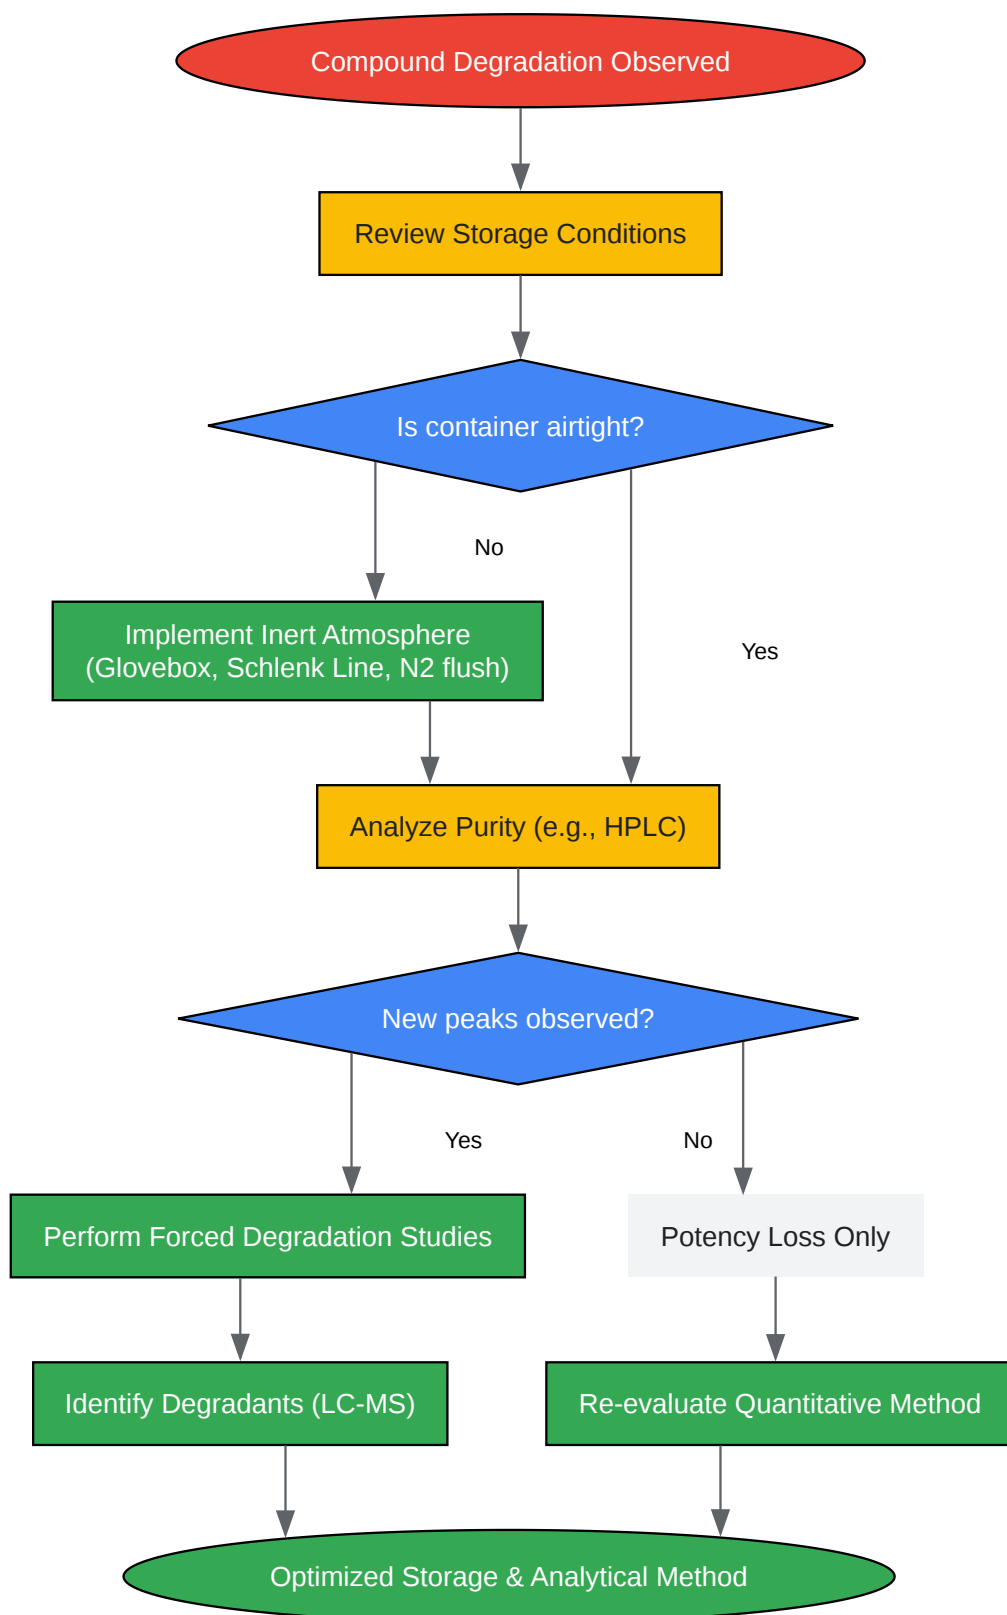 Compound Degradation Observed
Review Storage Conditions
Is container airtight?
No
Implement Inert Atmosphere
(Glovebox, Schlenk Line, N2 flush)
Yes
Analyze Purity (e.g., HPLC)
New peaks observed?
Yes
No
Perform Forced Degradation Studies
Potency Loss Only
Identify Degradants (LC-MS)
Re-evaluate Quantitative Method
Optimized Storage & Analytical Method